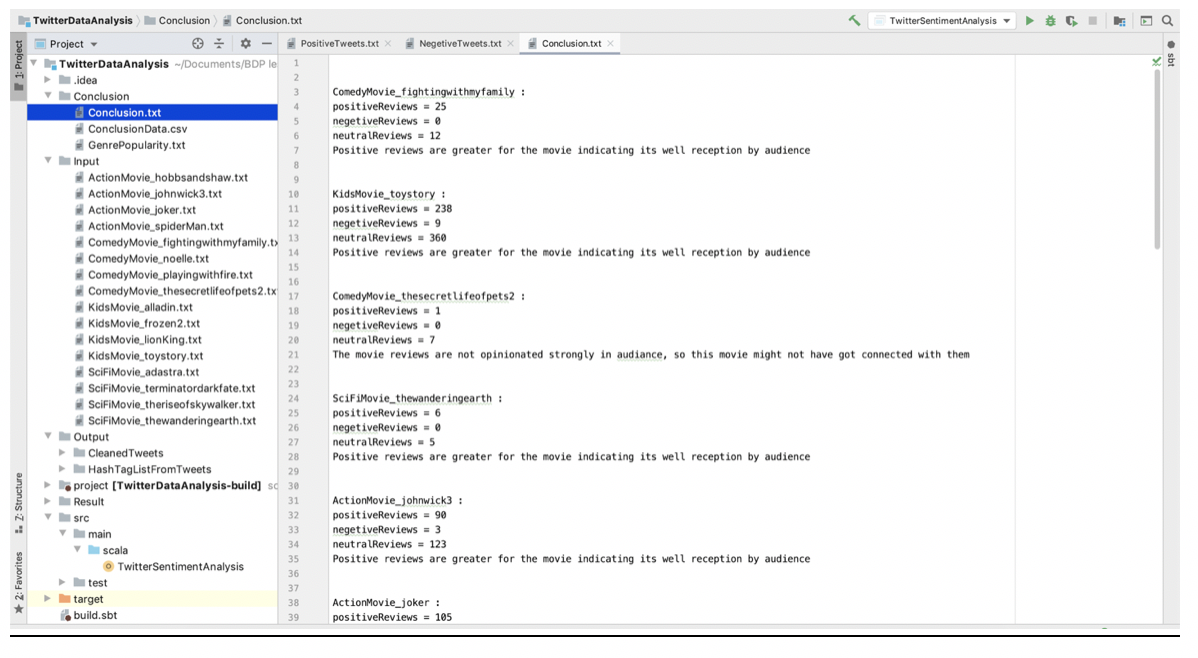 TwitterDataAnalysis Conclusion Conclusion.txt
TwitterSentimentAnalysis
Project
PositiveTweets.txt
NegetiveTweets.txt
Conclusion.txt
1: Project
Z: Structure
2: Favorites
sbt
TwitterDataAnalysis ~/Documents/BDP le
.idea
Conclusion
Conclusion.txt
ConclusionData.csv
GenrePopularity.txt
Input
ActionMovie_hobbsandshaw.txt
ActionMovie_johnwick3.txt
ActionMovie_joker.txt
ActionMovie_spiderMan.txt
ComedyMovie_fightingwithmyfamily.tx
ComedyMovie_noelle.txt
ComedyMovie_playingwithfire.txt
ComedyMovie_thesecretlifeofpets2.tx
KidsMovie_alladin.txt
KidsMovie_frozen2.txt
KidsMovie_lionKing.txt
KidsMovie_toystory.txt
SciFiMovie_adastra.txt
SciFiMovie_terminatordarkfate.txt
SciFiMovie_theriseofskywalker.txt
SciFiMovie_thewanderingearth.txt
Output
CleanedTweets
HashTagListFromTweets
project [TwitterDataAnalysis-build] sc
Result
src
main
scala
TwitterSentimentAnalysis
test
target
build.sbt
1
2
3 ComedyMovie_fightingwithmyfamily :
4 positiveReviews = 25
5 negetiveReviews = 0
6 neutralReviews = 12
7 Positive reviews are greater for the movie indicating its well reception by audience
8
9
10 KidsMovie_toystory :
11 positiveReviews = 238
12 negetiveReviews = 9
13 neutralReviews = 360
14 Positive reviews are greater for the movie indicating its well reception by audience
15
16
17 ComedyMovie_thesecretlifeofpets2 :
18 positiveReviews = 1
19 negetiveReviews = 0
20 neutralReviews = 7
21 The movie reviews are not opinionated strongly in audiance, so this movie might not have got connected with them
22
23
24 SciFiMovie_thewanderingearth :
25 positiveReviews = 6
26 negetiveReviews = 0
27 neutralReviews = 5
28 Positive reviews are greater for the movie indicating its well reception by audience
29
30
31 ActionMovie_johnwick3 :
32 positiveReviews = 90
33 negetiveReviews = 3
34 neutralReviews = 123
35 Positive reviews are greater for the movie indicating its well reception by audience
36
37
38 ActionMovie_joker :
39 positiveReviews = 105